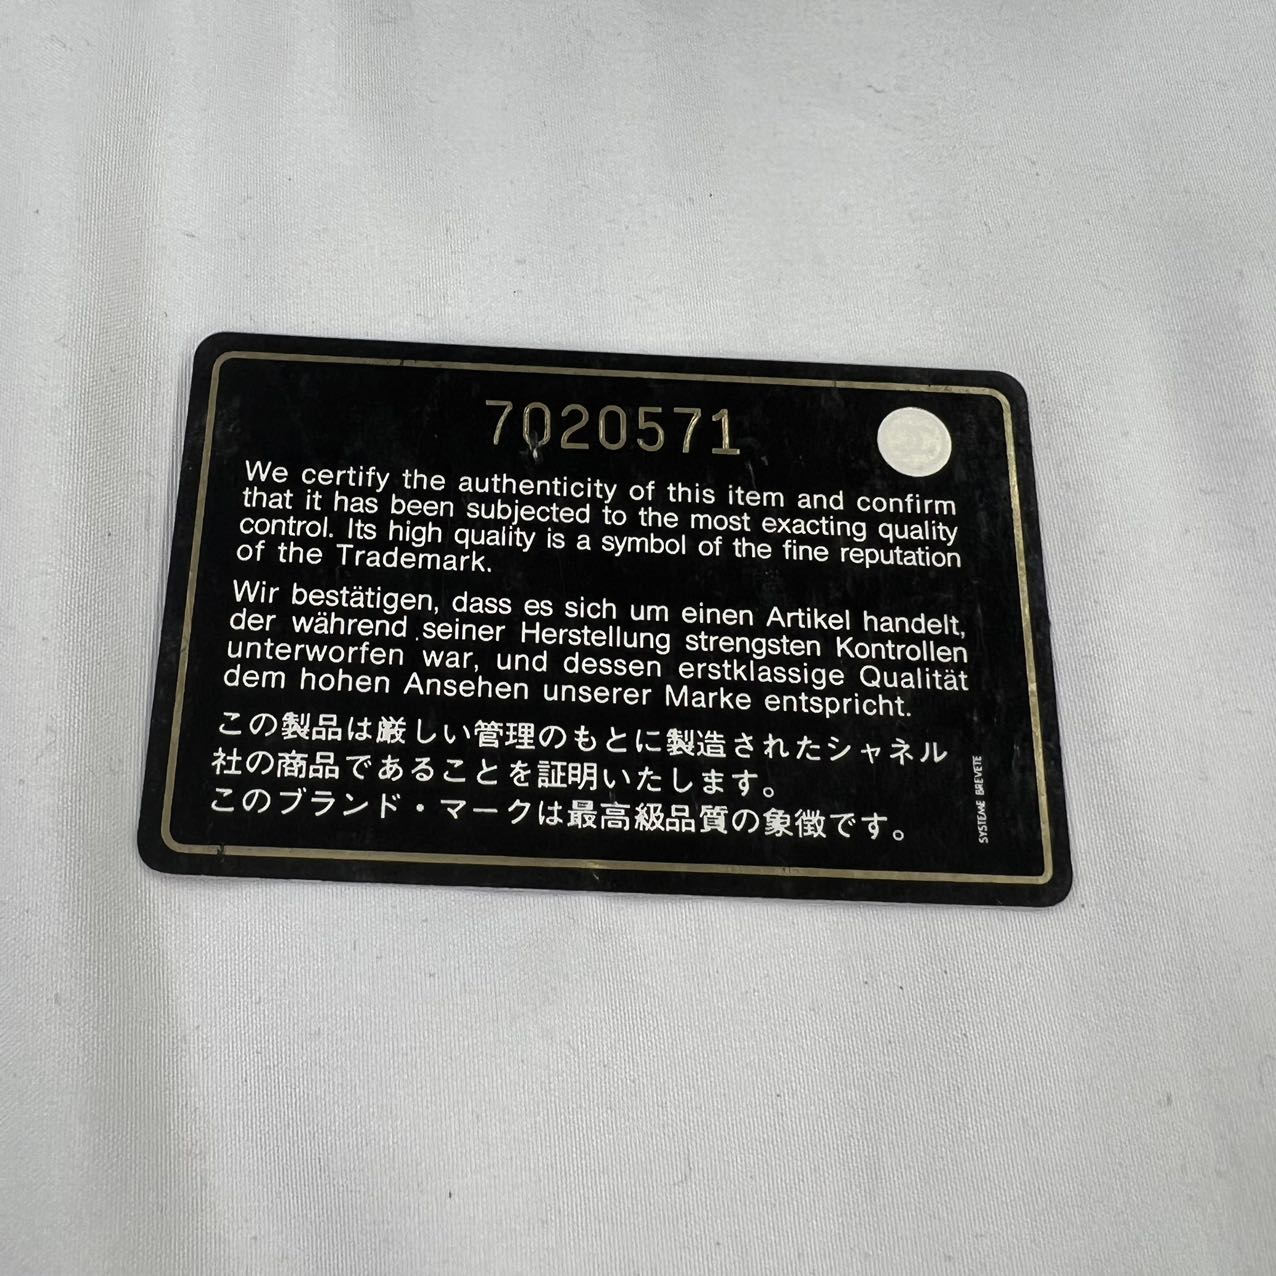 7020571
We certify the authenticity of this item and confirm
that it has been subjected to the most exacting quality
control. Its high quality is a symbol of the fine reputation
of the Trademark.
Wir bestätigen, dass es sich um einen Artikel handelt,
der während seiner Herstellung strengsten Kontrollen
unterworfen war, und dessen erstklassige Qualität
dem hohen Ansehen unserer Marke entspricht.
この製品は厳しい管理のもとに製造されたシャネル
社の商品であることを証明いたします。
このブランド・マークは最高級品質の象徴です。
SYSTEME BREVETE